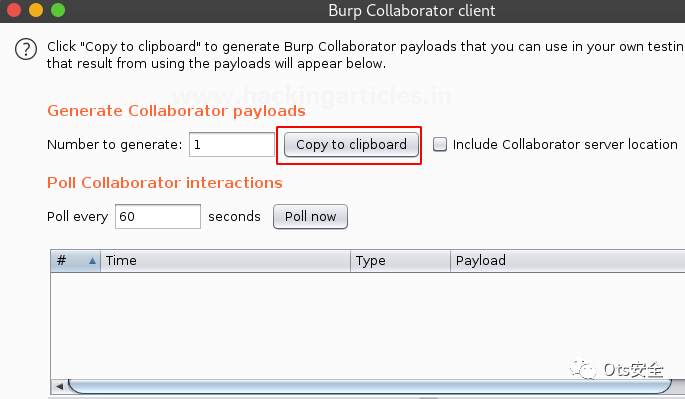 Burp Collaborator client
Click "Copy to clipboard" to generate Burp Collaborator payloads that you can use in your own testin
that result from using the payloads will appear below.
www.hackingarticles.in
Generate Collaborator payloads
Number to generate: 1 Copy to clipboard Include Collaborator server location
Poll Collaborator interactions
Poll every 60 seconds Poll now
# Time Type Payload
Ots安全